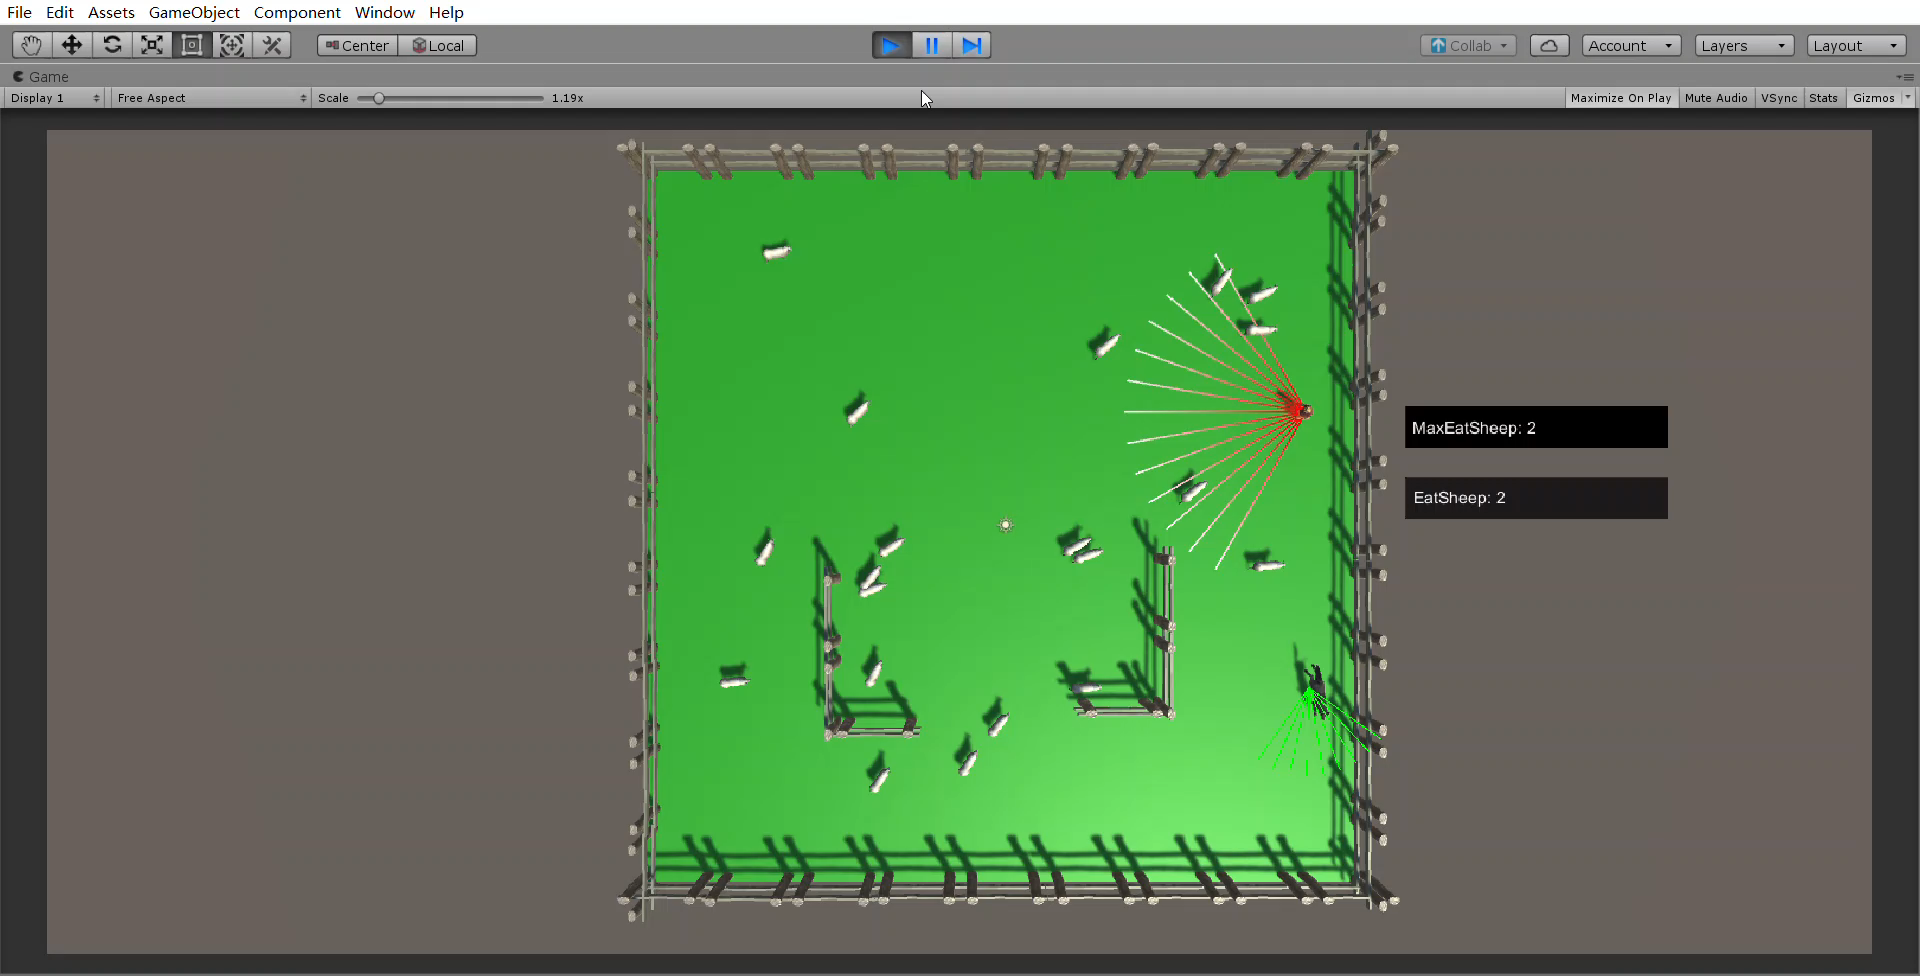 File Edit Assets GameObject Component Window Help
Center Local Collab Account Layers Layout
Game
Display 1 Free Aspect Scale 1.19x Maximize On Play Mute Audio VSync Stats Gizmos
MaxEatSheep: 2
EatSheep: 2